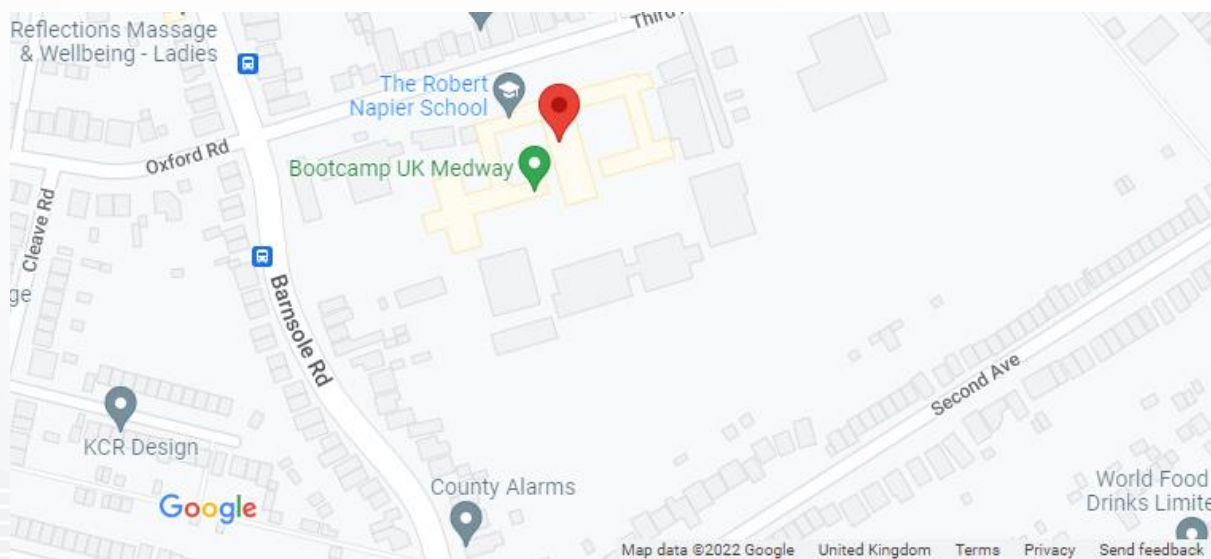 Reflections Massage
& Wellbeing - Ladies
Third
The Robert
Napier School
Oxford Rd
Bootcamp UK Medway
Cleave Rd
ge
Barnsole Rd
Second Ave
KCR Design
Google
County Alarms
World Food
Drinks Limite
Map data ©2022 Google United Kingdom Terms Privacy Send feedback